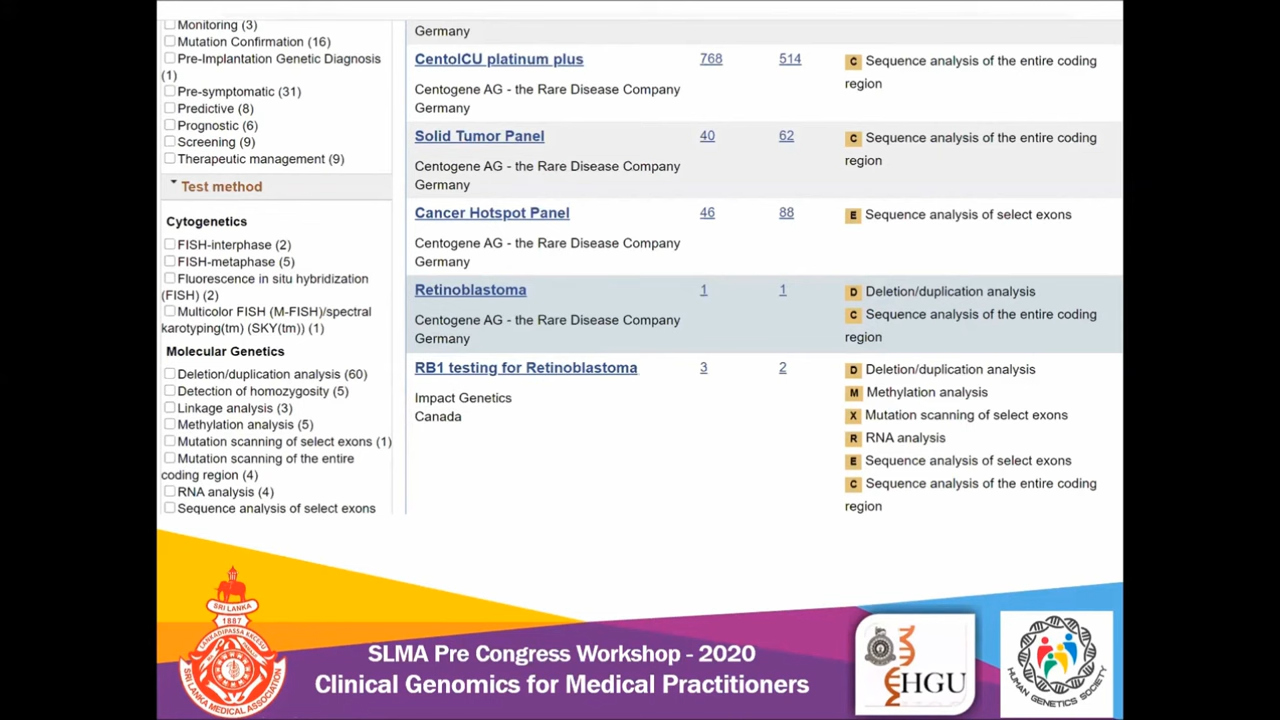 Monitoring (3)
Mutation Confirmation (16)
Pre-Implantation Genetic Diagnosis
(1)
Pre-symptomatic (31)
Predictive (8)
Prognostic (6)
Screening (9)
Therapeutic management (9)
Test method
Cytogenetics
FISH-interphase (2)
FISH-metaphase (5)
Fluorescence in situ hybridization
(FISH) (2)
Multicolor FISH (M-FISH)/spectral
karotyping(tm) (SKY(tm)) (1)
Molecular Genetics
Deletion/duplication analysis (60)
Detection of homozygosity (5)
Linkage analysis (3)
Methylation analysis (5)
Mutation scanning of select exons (1)
Mutation scanning of the entire
coding region (4)
RNA analysis (4)
Sequence analysis of select exons
Germany
CentoICU platinum plus 768 514 C Sequence analysis of the entire coding
region
Centogene AG - the Rare Disease Company
Germany
Solid Tumor Panel 40 62 C Sequence analysis of the entire coding
region
Centogene AG - the Rare Disease Company
Germany
Cancer Hotspot Panel 46 88 E Sequence analysis of select exons
Centogene AG - the Rare Disease Company
Germany
Retinoblastoma 1 1 D Deletion/duplication analysis
C Sequence analysis of the entire coding
region
Centogene AG - the Rare Disease Company
Germany
RB1 testing for Retinoblastoma 3 2 D Deletion/duplication analysis
Impact Genetics
Canada
M Methylation analysis
X Mutation scanning of select exons
R RNA analysis
E Sequence analysis of select exons
C Sequence analysis of the entire coding
region
SRI LANKA
1887
SRI LANKA MEDICAL ASSOCIATION
SLMA Pre Congress Workshop - 2020
Clinical Genomics for Medical Practitioners
HGU
HUMAN GENETICS SOCIETY